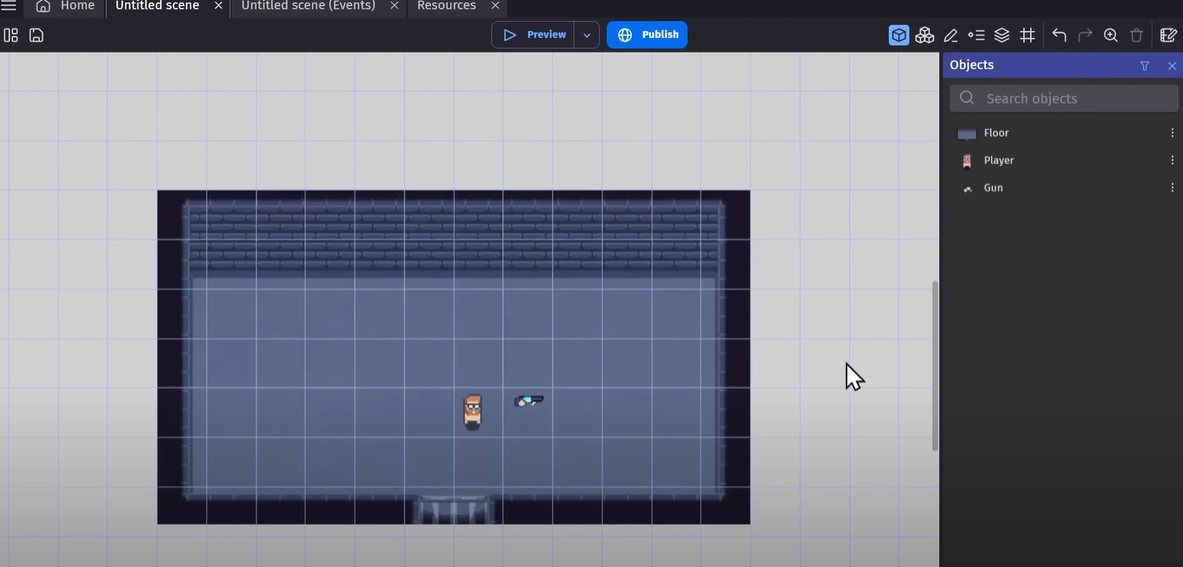 Home
Untitled scene
Untitled scene (Events)
Resources
Preview
Publish
Objects
Search objects
Floor
Player
Gun